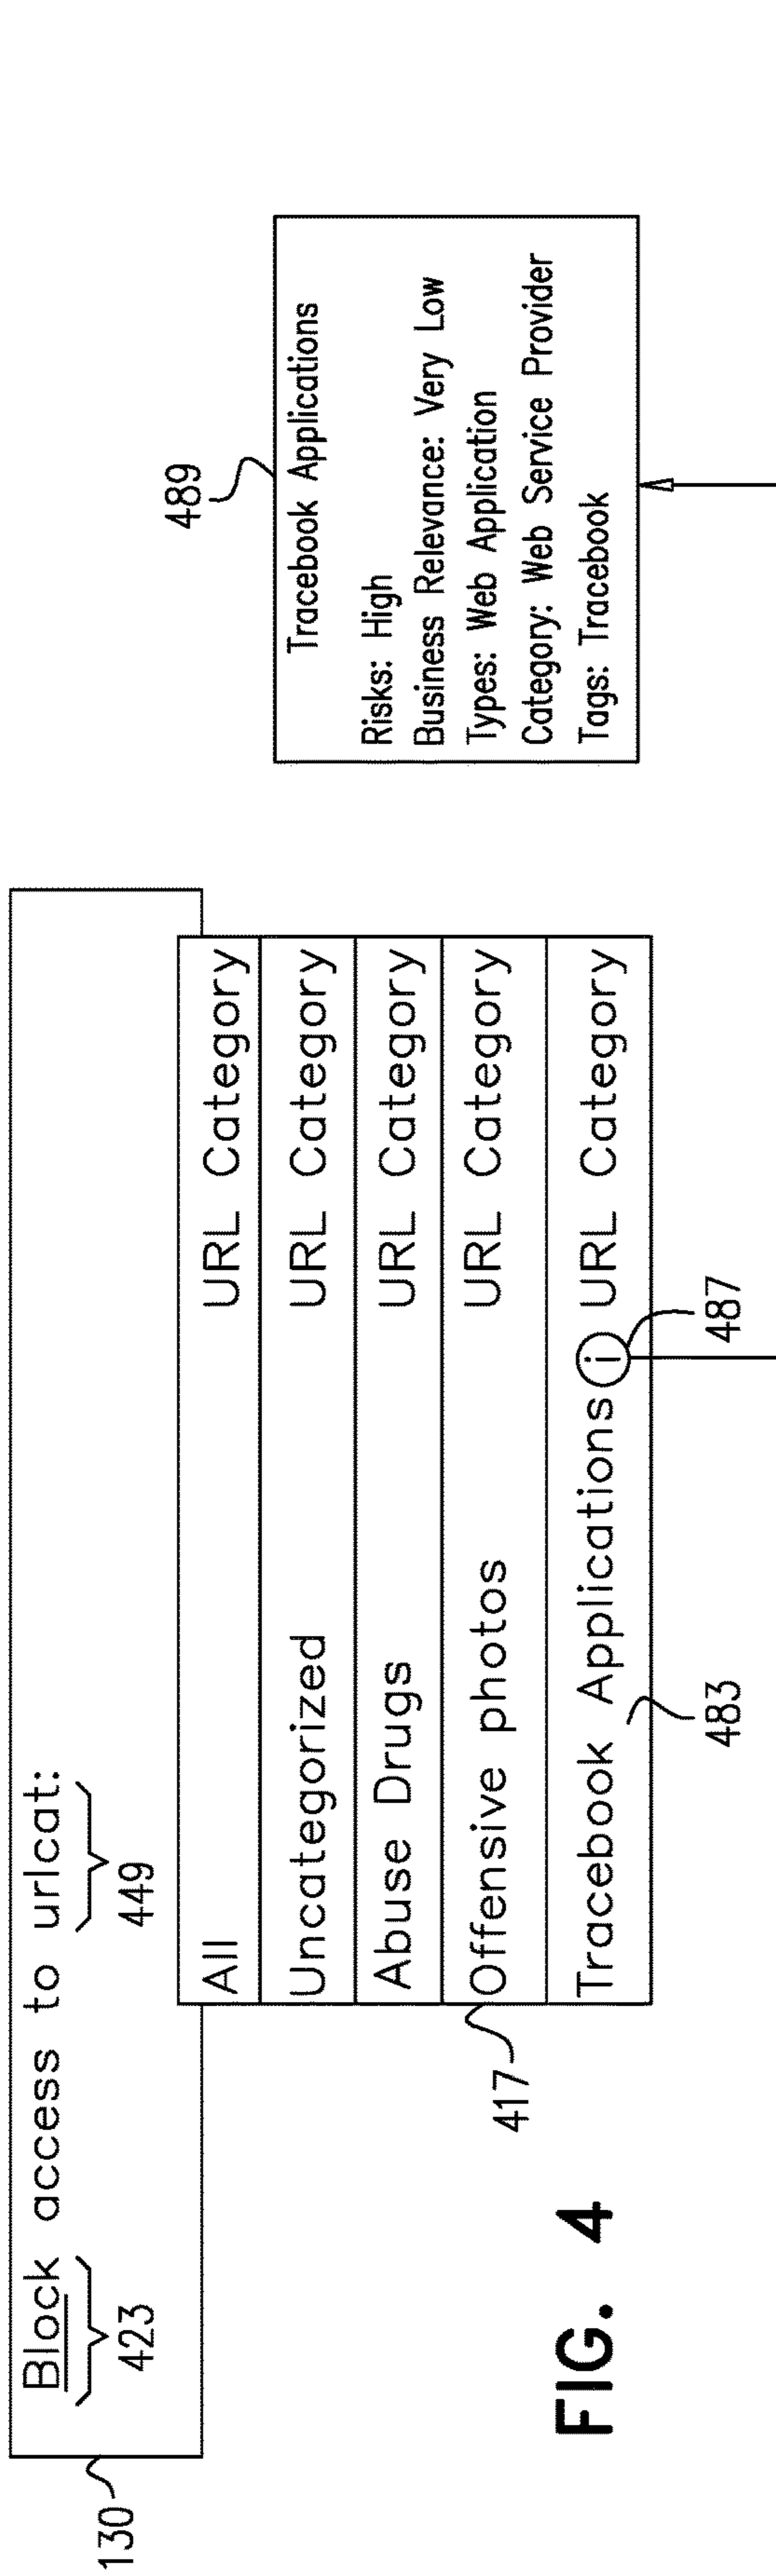 130
Block access to urlcat:
423
449
All URL Category
Uncategorized URL Category
Abuse Drugs URL Category
Offensive photos URL Category
Tracebook Applications i URL Category
417
483
487
489
Tracebook Applications
Risks: High
Business Relevance: Very Low
Types: Web Application
Category: Web Service Provider
Tags: Tracebook
FIG. 4